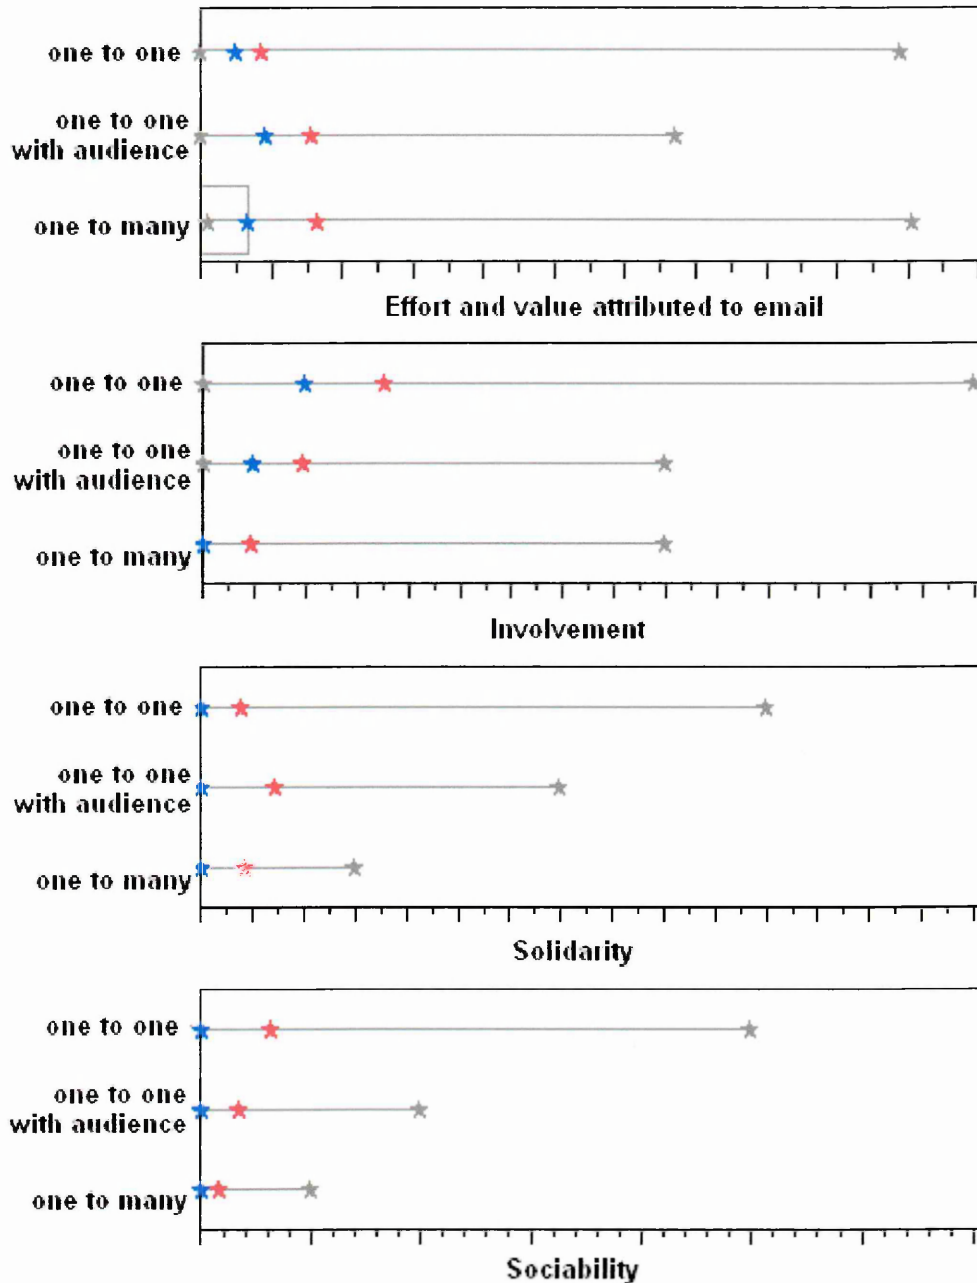 one to one
one to one
with audience
one to many
Effort and value attributed to email
one to one
one to one
with audience
one to many
Involvement
one to one
one to one
with audience
one to many
Solidarity
one to one
one to one
with audience
one to many
Sociability